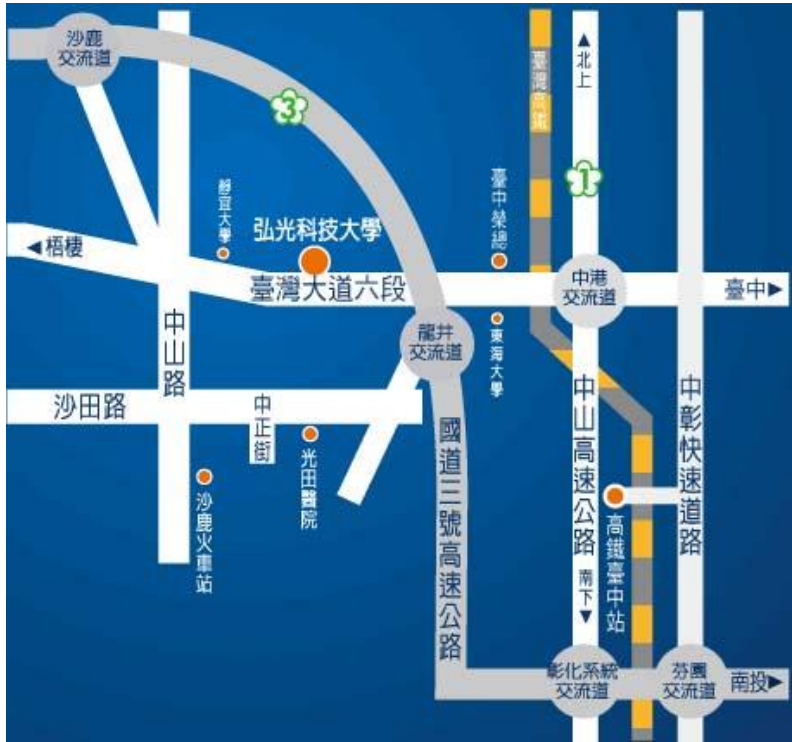 沙鹿
交流道
臺灣高鐵
▲北上
3
1
靜宜大學
弘光科技大學
臺中榮總
◀梧棲
臺灣大道六段
中港
交流道
臺中▶
中山路
龍井
交流道
東海大學
沙田路
中正街
光田醫院
沙鹿火車站
國道三號高速公路
中山高速公路
中彰快速道路
高鐵臺中站
南下▼
彰化系統
交流道
芬園
交流道
南投▶